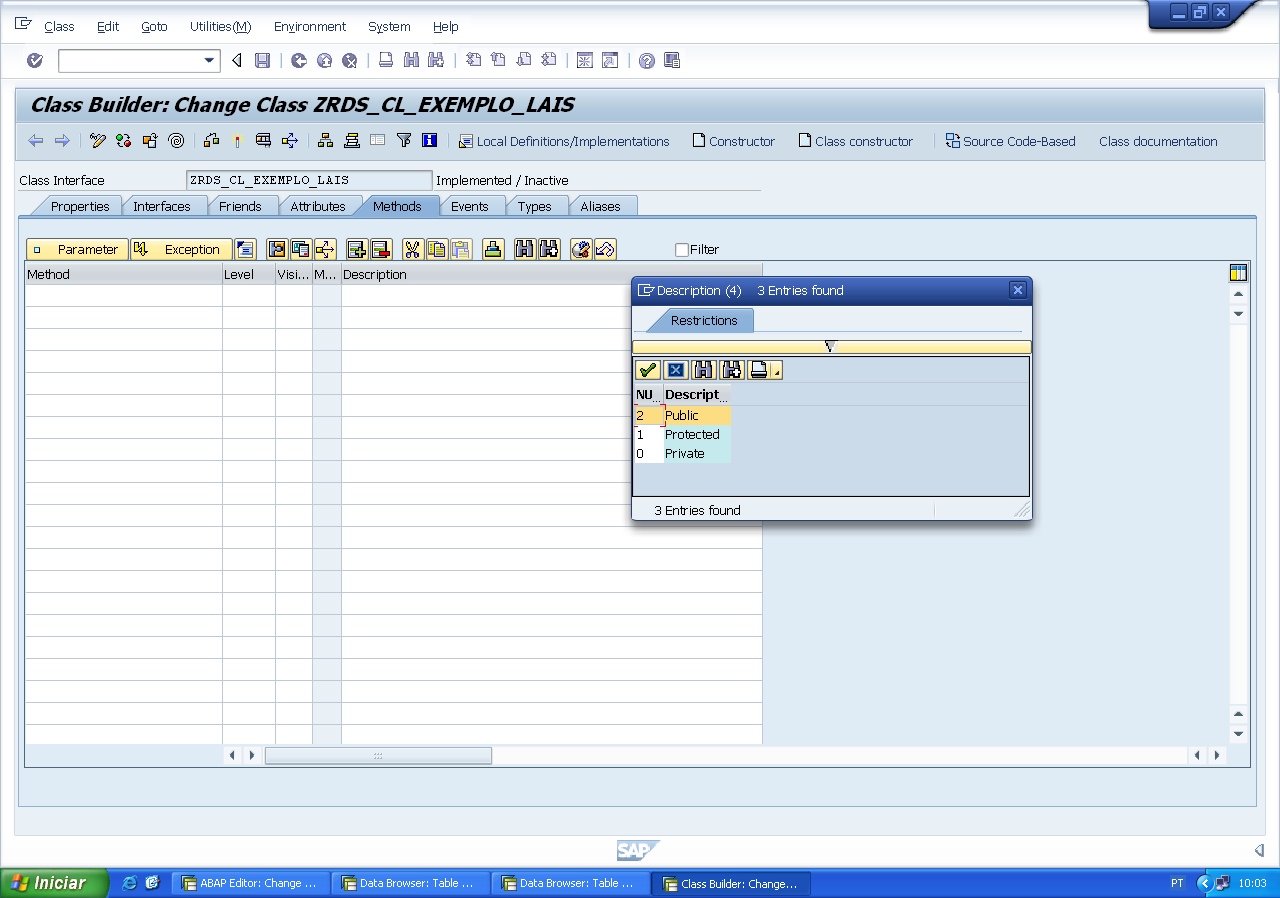 Class Edit Goto Utilities(M) Environment System Help
Class Builder: Change Class ZRDS_CL_EXEMPLO_LAIS
Local Definitions/Implementations Constructor Class constructor Source Code-Based Class documentation
Class Interface ZRDS_CL_EXEMPLO_LAIS Implemented / Inactive
Properties Interfaces Friends Attributes Methods Events Types Aliases
Parameter Exception Filter
Method Level Visi... M... Description
Description (4) 3 Entries found
Restrictions
NU... Descript...
2 Public
1 Protected
0 Private
3 Entries found
SAP
Iniciar ABAP Editor: Change ... Data Browser: Table ... Data Browser: Table ... Class Builder: Change... PT 10:03